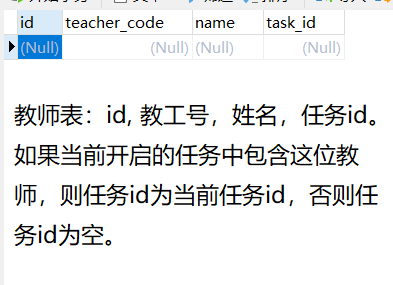 id teacher_code name task_id
(Null) (Null) (Null) (Null)
教师表：id, 教工号，姓名，任务id。
如果当前开启的任务中包含这位教
师，则任务id为当前任务id，否则任
务id为空。